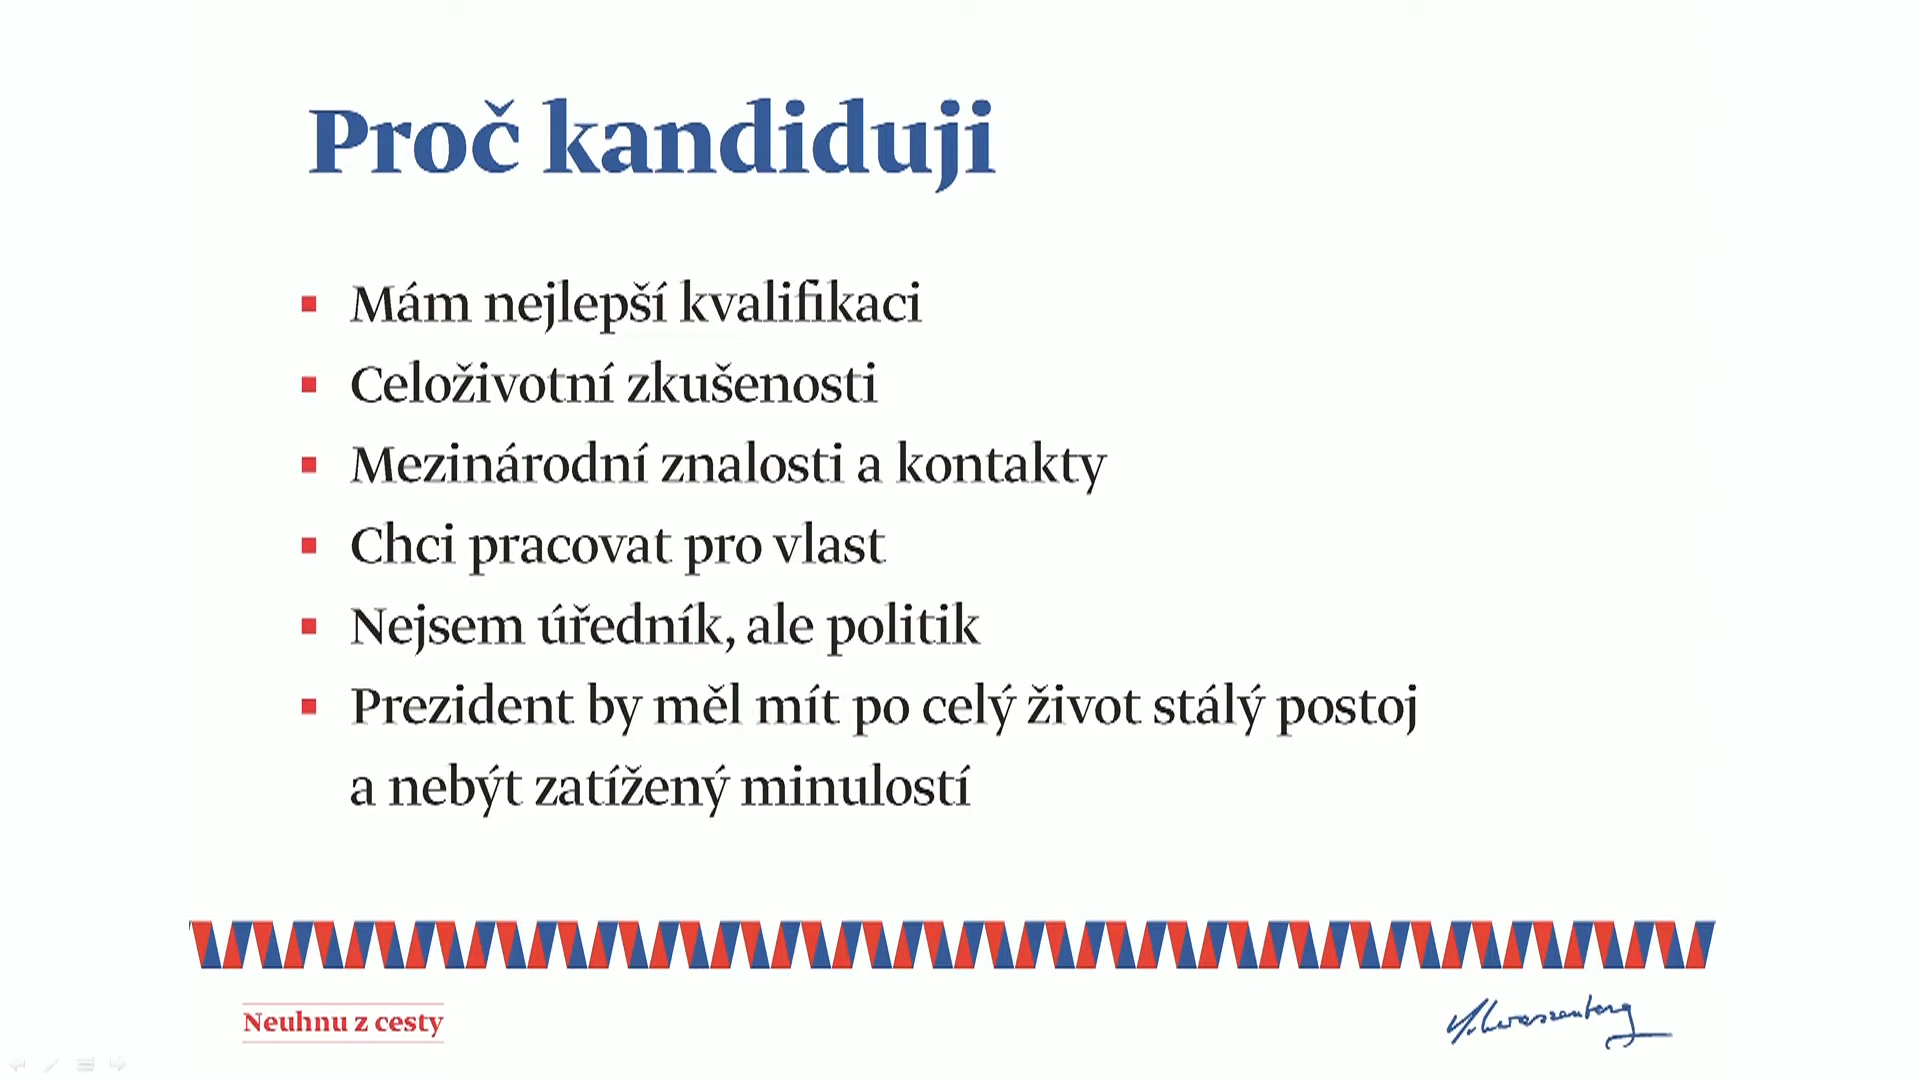 Proč kandiduji
Mám nejlepší kvalifikaci
Celoživotní zkušenosti
Mezinárodní znalosti a kontakty
Chci pracovat pro vlast
Nejsem úředník, ale politik
Prezident by měl mít po celý život stálý postoj
a nebýt zatížený minulostí
Neuhnu z cesty
Schwarzenberg